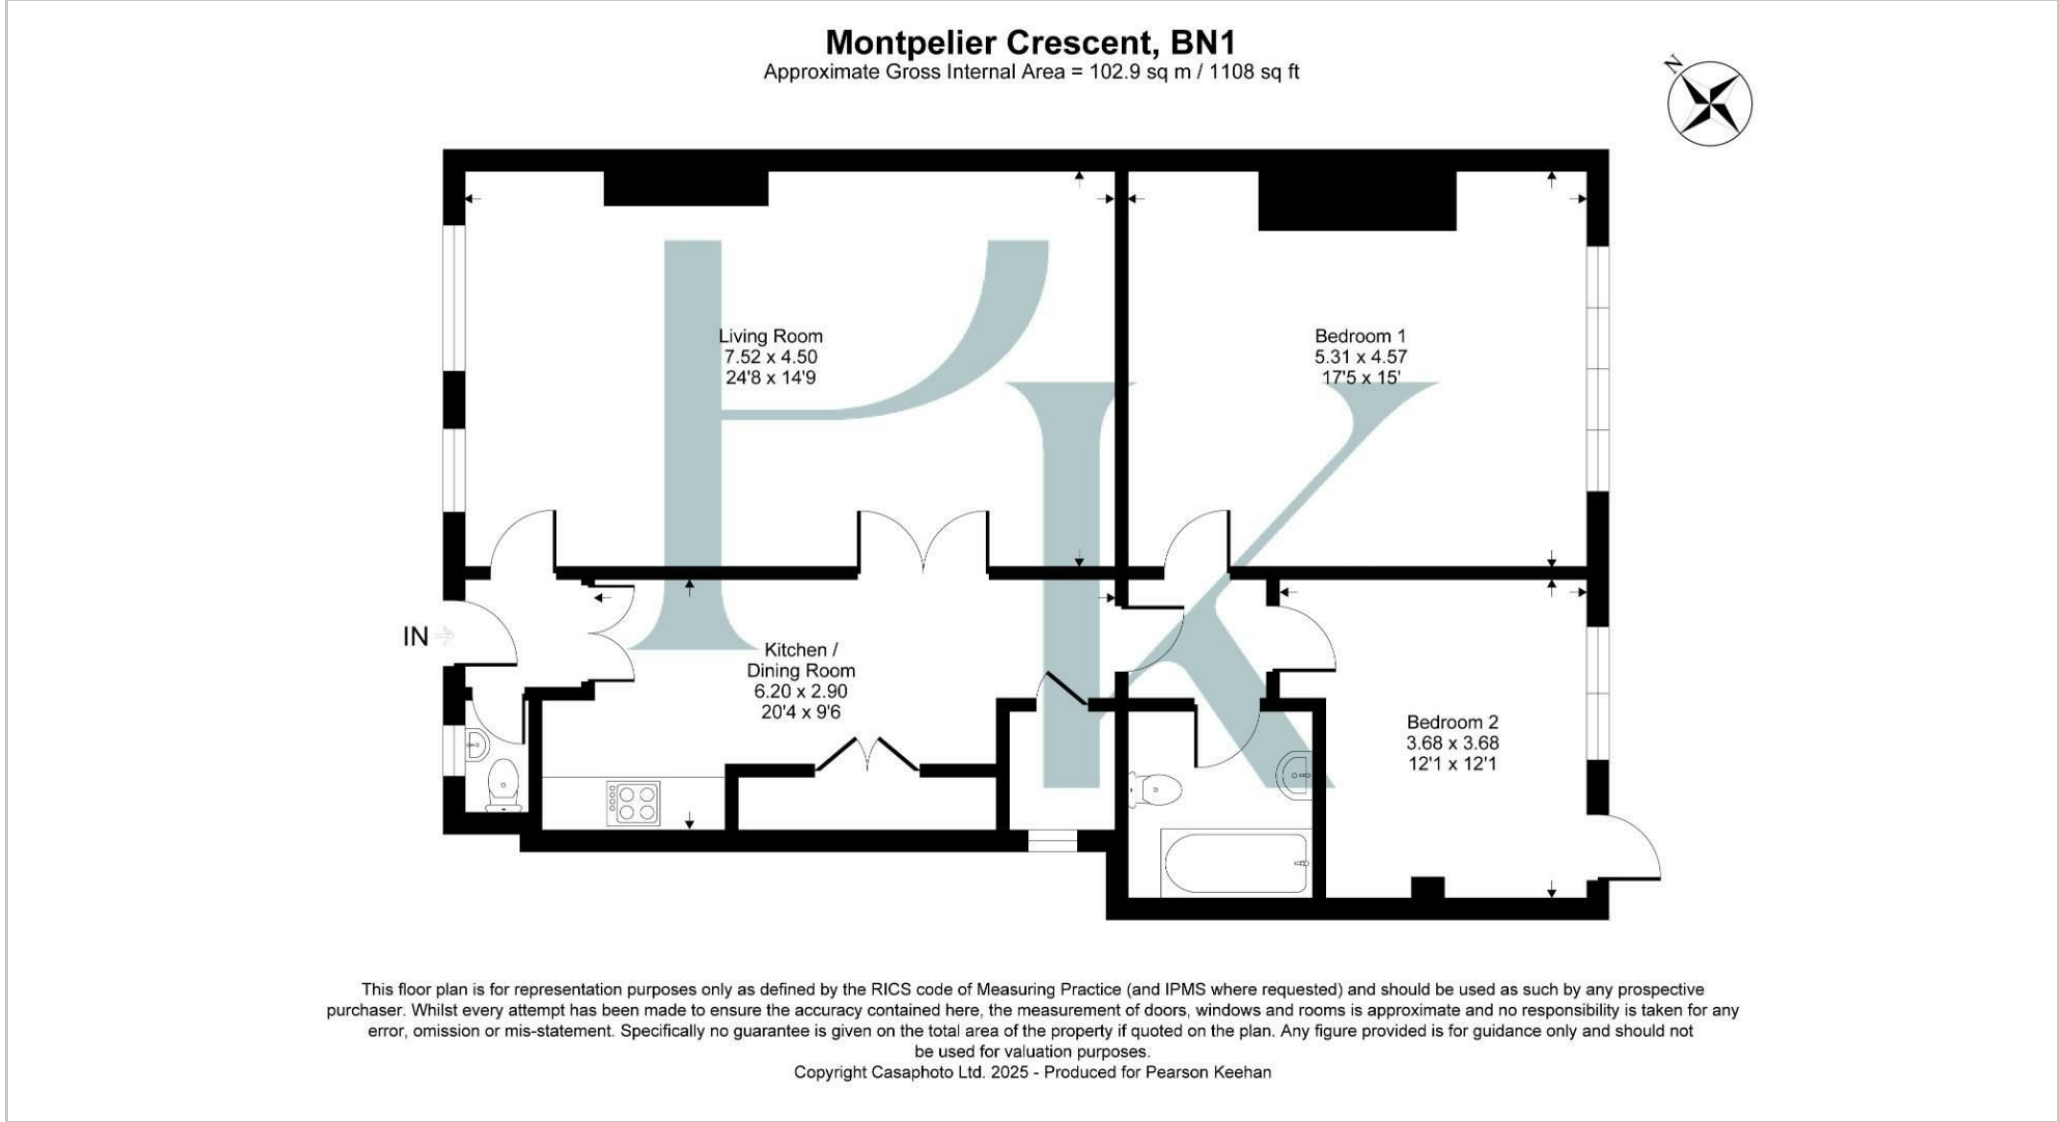 Montpelier Crescent, BN1
Approximate Gross Internal Area = 102.9 sq m / 1108 sq ft
N
Living Room
7.52 x 4.50
24'8 x 14'9
Bedroom 1
5.31 x 4.57
17'5 x 15'
IN
Kitchen /
Dining Room
6.20 x 2.90
20'4 x 9'6
Bedroom 2
3.68 x 3.68
12'1 x 12'1
PK
This floor plan is for representation purposes only as defined by the RICS code of Measuring Practice (and IPMS where requested) and should be used as such by any prospective
purchaser. Whilst every attempt has been made to ensure the accuracy contained here, the measurement of doors, windows and rooms is approximate and no responsibility is taken for any
error, omission or mis-statement. Specifically no guarantee is given on the total area of the property if quoted on the plan. Any figure provided is for guidance only and should not
be used for valuation purposes.
Copyright Casaphoto Ltd. 2025 - Produced for Pearson Keehan